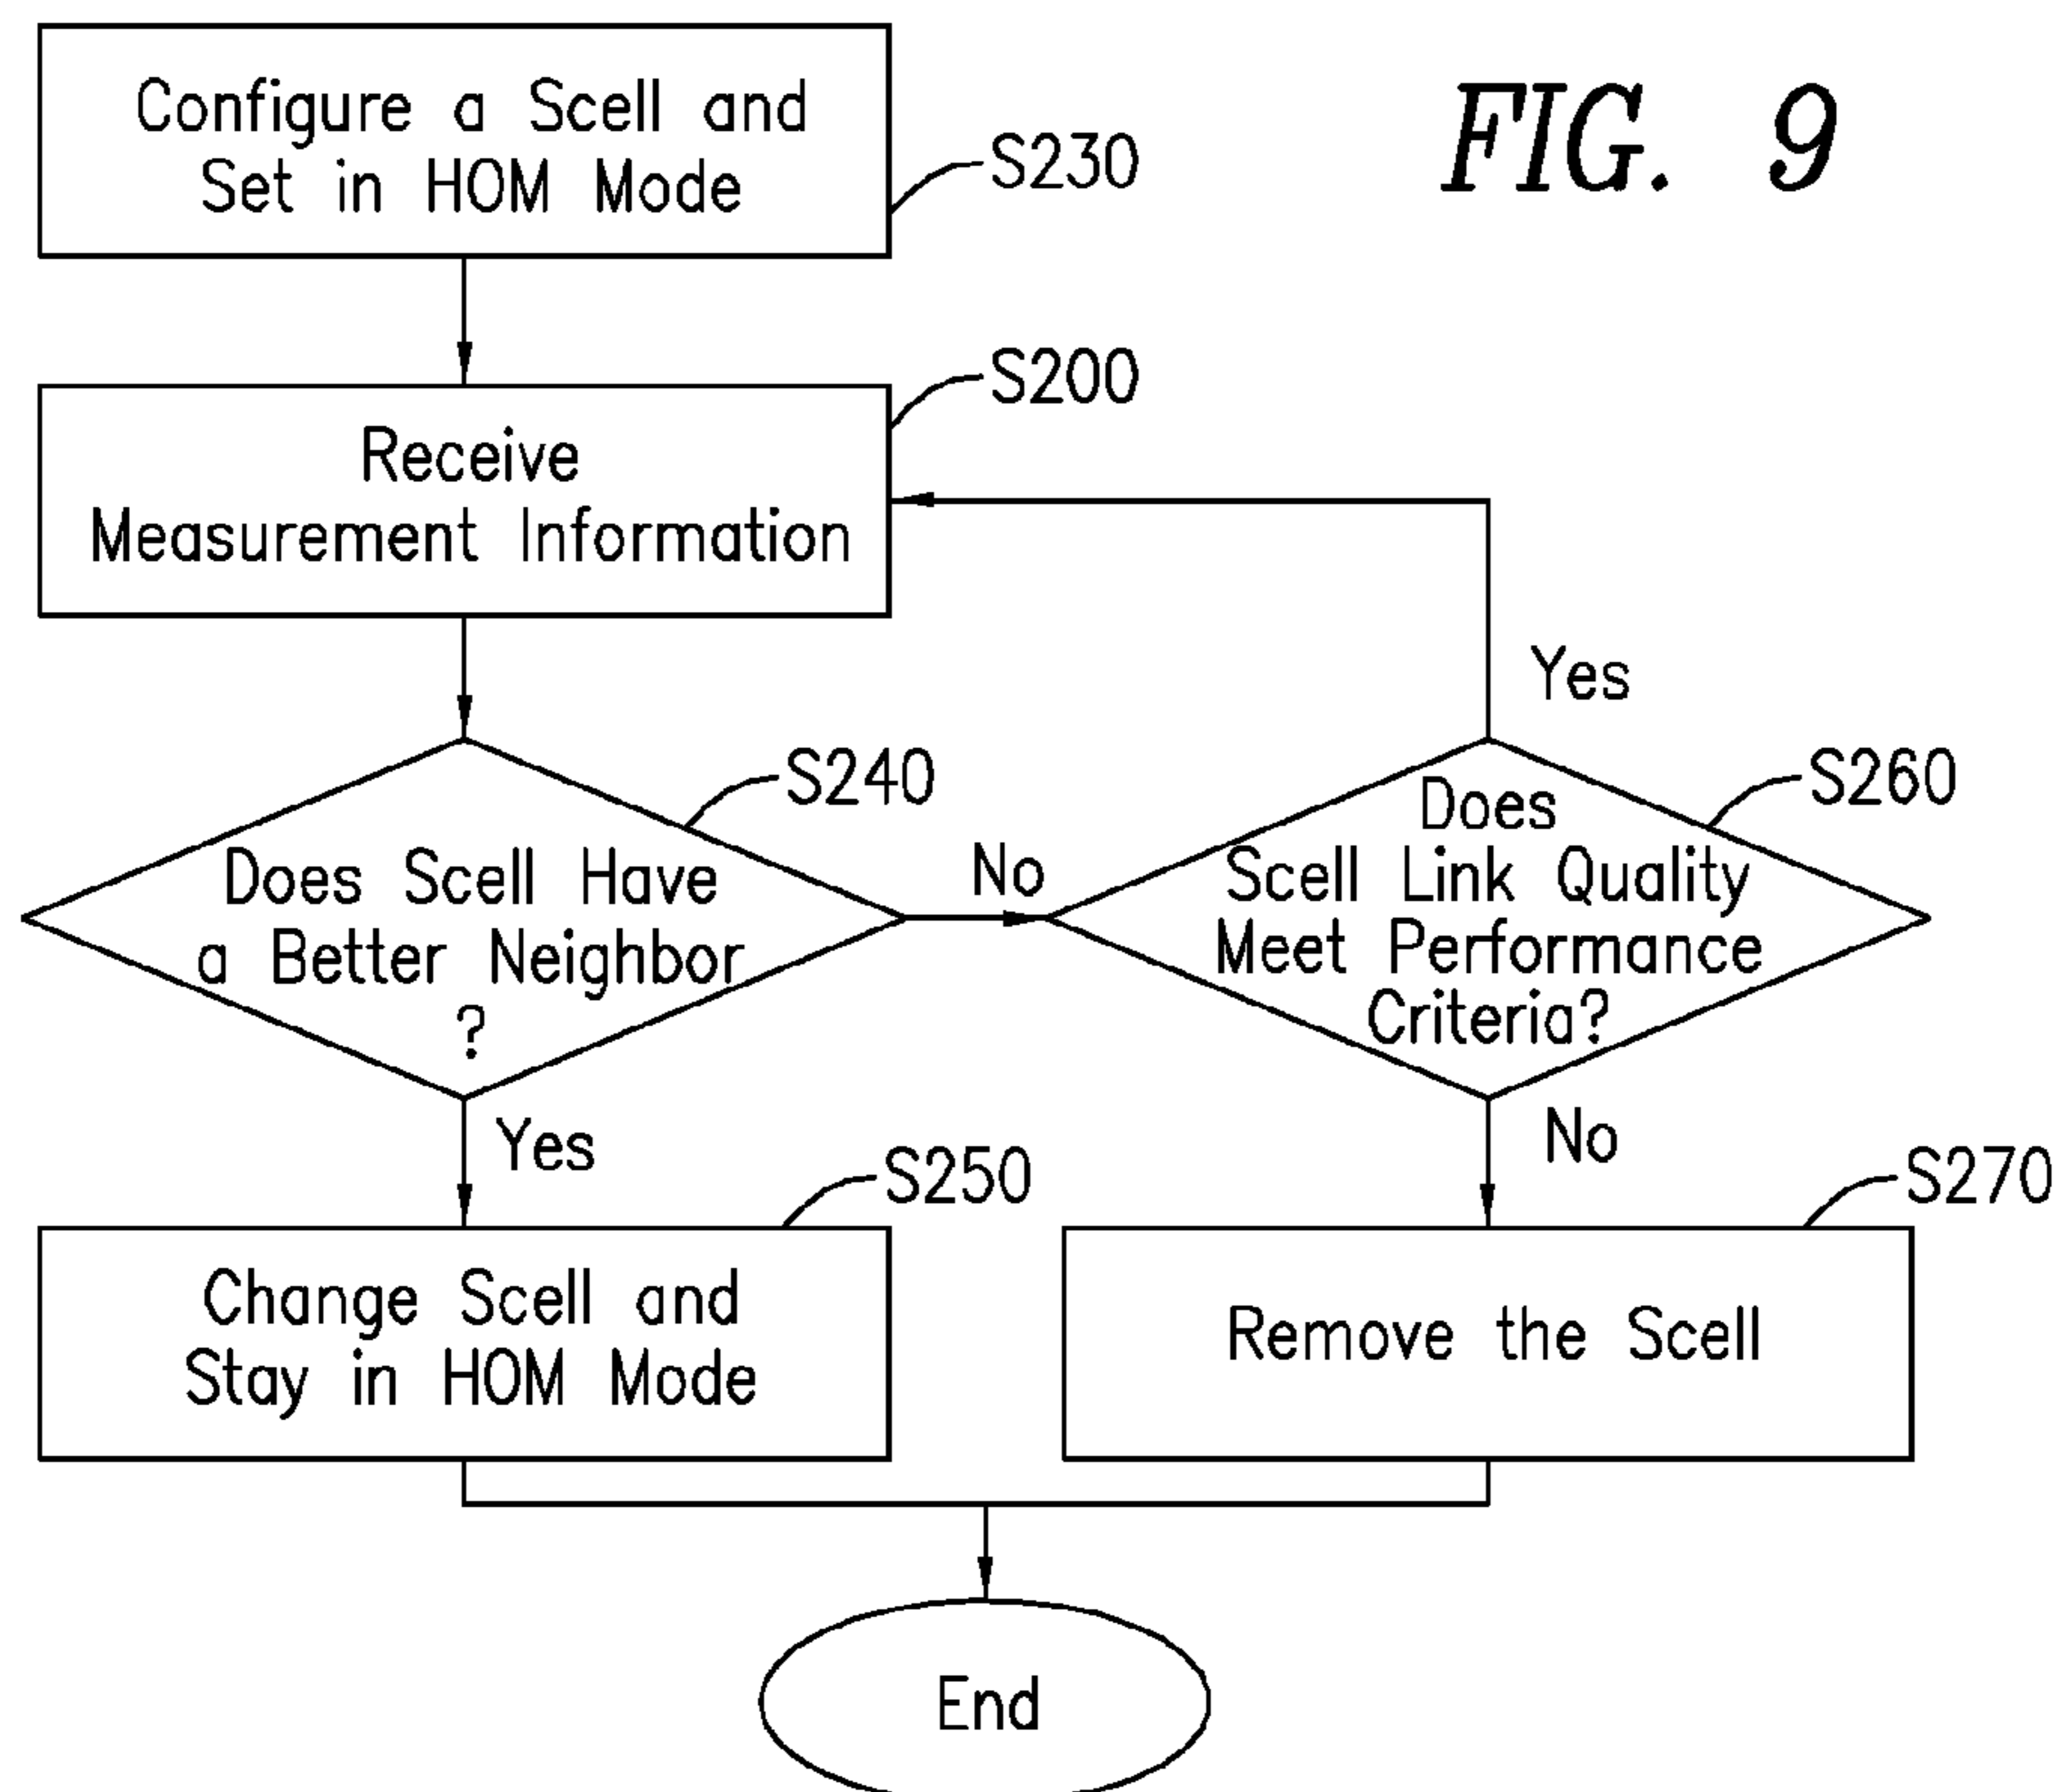 FIG. 9
Configure a Scell and
Set in HOM Mode
S230
Receive
Measurement Information
S200
Does Scell Have
a Better Neighbor
?
S240
No
Yes
Does
Scell Link Quality
Meet Performance
Criteria?
S260
Yes
No
Change Scell and
Stay in HOM Mode
S250
Remove the Scell
S270
End